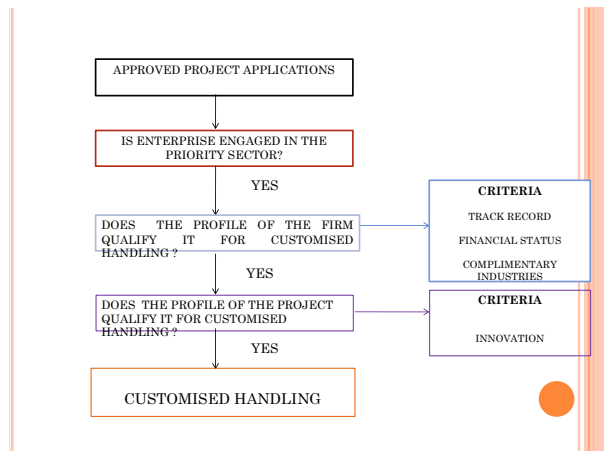 APPROVED PROJECT APPLICATIONS
IS ENTERPRISE ENGAGED IN THE
PRIORITY SECTOR?
YES
DOES THE PROFILE OF THE FIRM
QUALIFY IT FOR CUSTOMISED
HANDLING ?
CRITERIA
TRACK RECORD
FINANCIAL STATUS
COMPLIMENTARY
INDUSTRIES
YES
DOES THE PROFILE OF THE PROJECT
QUALIFY IT FOR CUSTOMISED
HANDLING ?
CRITERIA
INNOVATION
YES
CUSTOMISED HANDLING